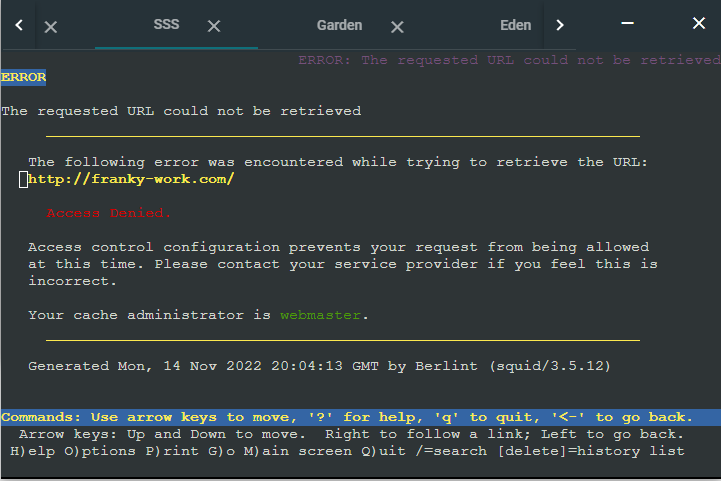 SSS Garden Eden
ERROR: The requested URL could not be retrieved
ERROR
The requested URL could not be retrieved
The following error was encountered while trying to retrieve the URL:
http://franky-work.com/
Access Denied.
Access control configuration prevents your request from being allowed
at this time. Please contact your service provider if you feel this is
incorrect.
Your cache administrator is webmaster.
Generated Mon, 14 Nov 2022 20:04:13 GMT by Berlint (squid/3.5.12)
Commands: Use arrow keys to move, '?' for help, 'q' to quit, '<-' to go back.
Arrow keys: Up and Down to move. Right to follow a link; Left to go back.
H)elp O)ptions P)rint G)o M)ain screen Q)uit /=search [delete]=history list